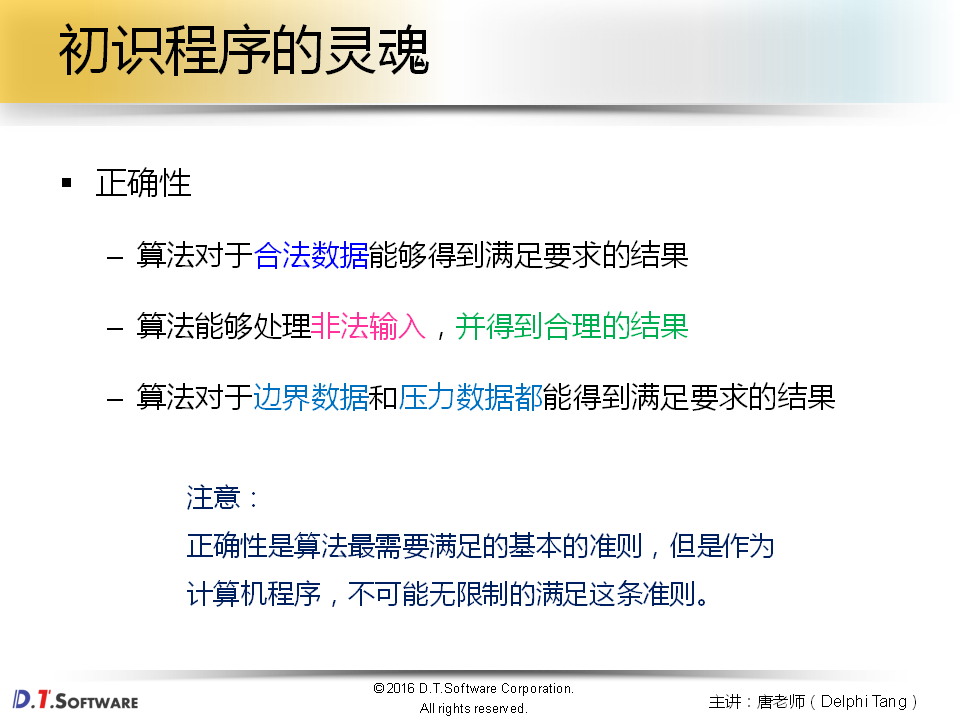 初识程序的灵魂
▪ 正确性
– 算法对于合法数据能够得到满足要求的结果
– 算法能够处理非法输入，并得到合理的结果
– 算法对于边界数据和压力数据都能得到满足要求的结果
注意：
正确性是算法最需要满足的基本的准则，但是作为
计算机程序，不可能无限制的满足这条准则。
D.T.SOFTWARE
©2016 D.T.Software Corporation.
All rights reserved.
主讲：唐老师（Delphi Tang）